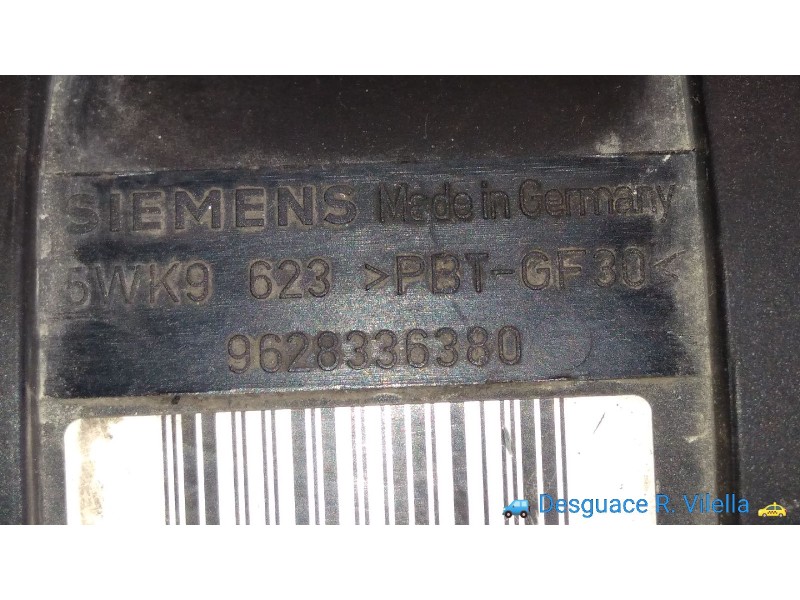 SIEMENS Made in Germany
5WK9 623 >PBT-GF30<
9628336380
Desguace R. Vilella